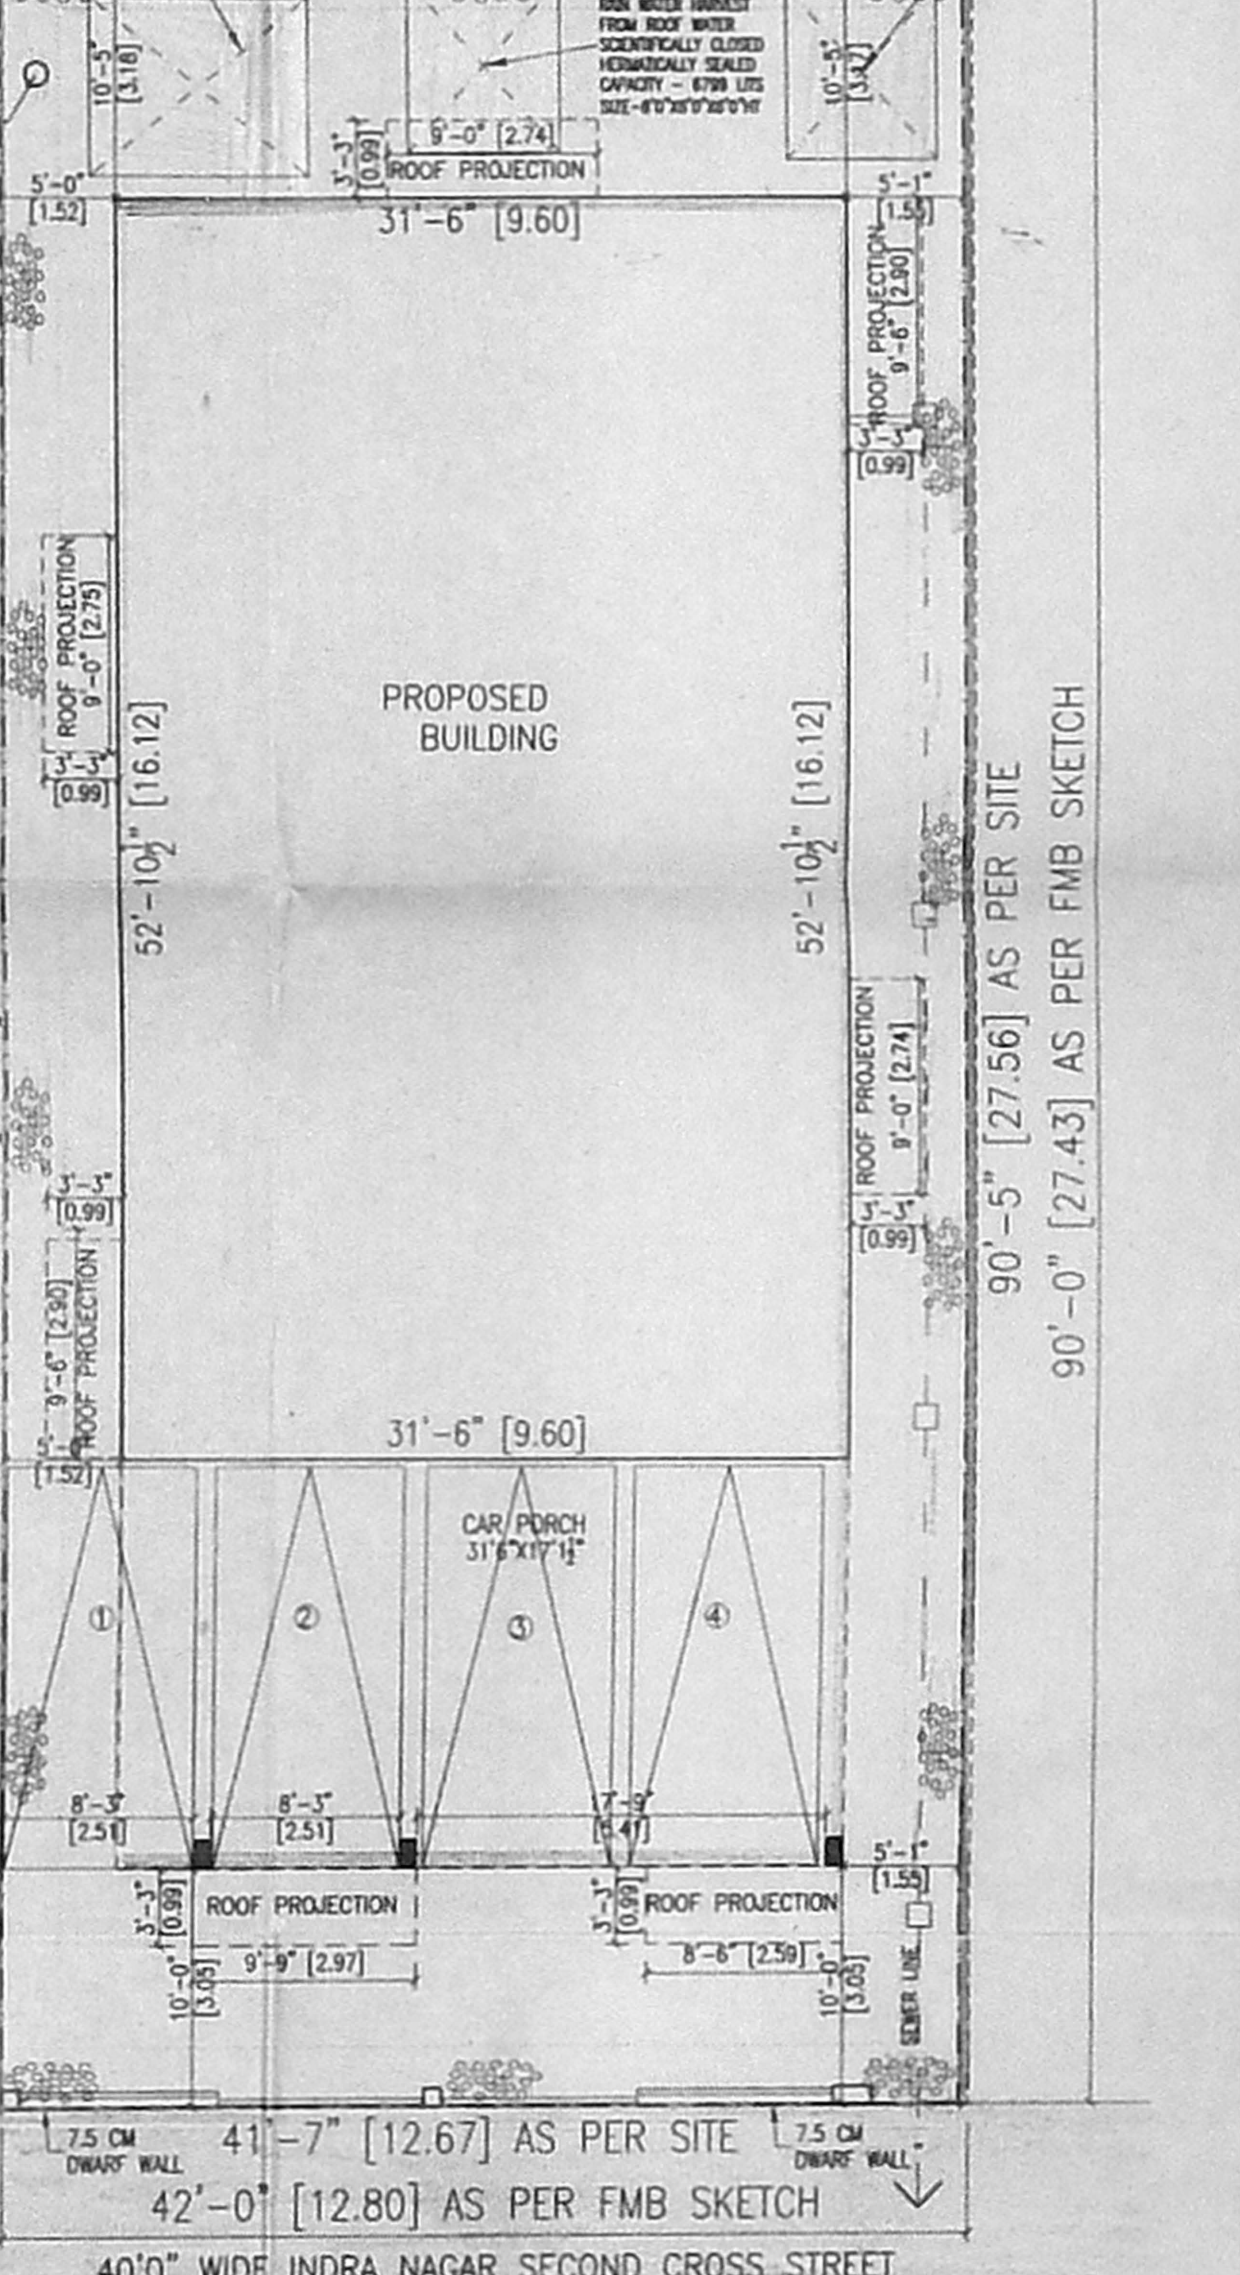 RAIN WATER HARVEST
FROM ROOF WATER
SCIENTIFICALLY CLOSED
HERMATICALLY SEALED
CAPACITY - 6799 LITS
10'-5"
[3.18]
10'-5"
9'-0" [2.74]
3'-3"
[0.99]
ROOF PROJECTION
5'-0"
[1.52]
5'-1"
[1.55]
31'-6" [9.60]
ROOF PROJECTION
9'-6" [2.90]
3'-3"
[0.99]
ROOF PROJECTION
9'-0" [2.75]
3'-3"
[0.99]
PROPOSED
BUILDING
52'-10½" [16.12]
52'-10½" [16.12]
90'-5" [27.56] AS PER SITE
90'-0" [27.43] AS PER FMB SKETCH
ROOF PROJECTION
9'-0" [2.74]
3'-3"
[0.99]
3'-3"
[0.99]
9'-6" [2.90]
ROOF PROJECTION
[1.52]
31'-6" [9.60]
CAR PORCH
31'6"X17'1½"
1
2
3
4
8'-3"
[2.51]
8'-3"
[2.51]
5'-1"
[1.55]
3'-3"
[0.99]
ROOF PROJECTION
3'-3"
[0.99]
ROOF PROJECTION
9'-9" [2.97]
8'-6" [2.59]
10'-0"
[3.05]
10'-0"
[3.05]
SEWER LINE
7.5 CM
DWARF WALL
41'-7" [12.67] AS PER SITE
7.5 CM
DWARF WALL
42'-0" [12.80] AS PER FMB SKETCH
40'0" WIDE INDRA NAGAR SECOND CROSS STREET